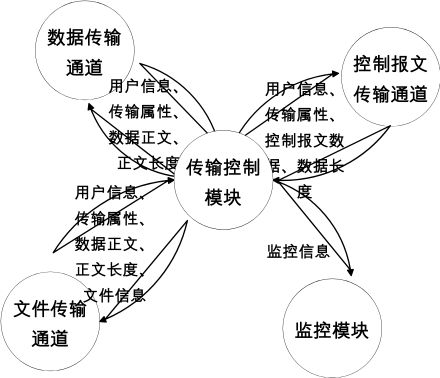 数据传输
通道
用户信息、
传输属性、
数据正文、
正文长度
控制报文
传输通道
用户信息、
传输属性、
控制报文数
据、数据长
度
传输控制
模块
用户信息、
传输属性、
数据正文、
正文长度、
文件信息
监控信息
文件传输
通道
监控模块